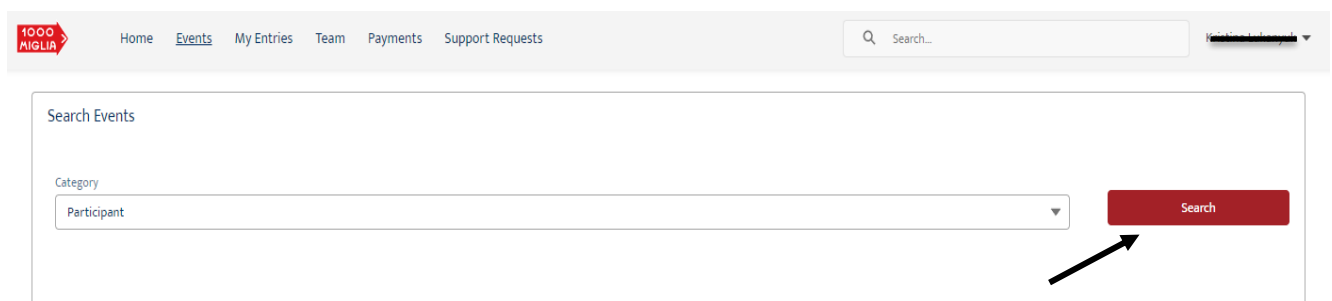 1000
MIGLIA
Home Events My Entries Team Payments Support Requests
Search...
Search Events
Category
Participant
Search